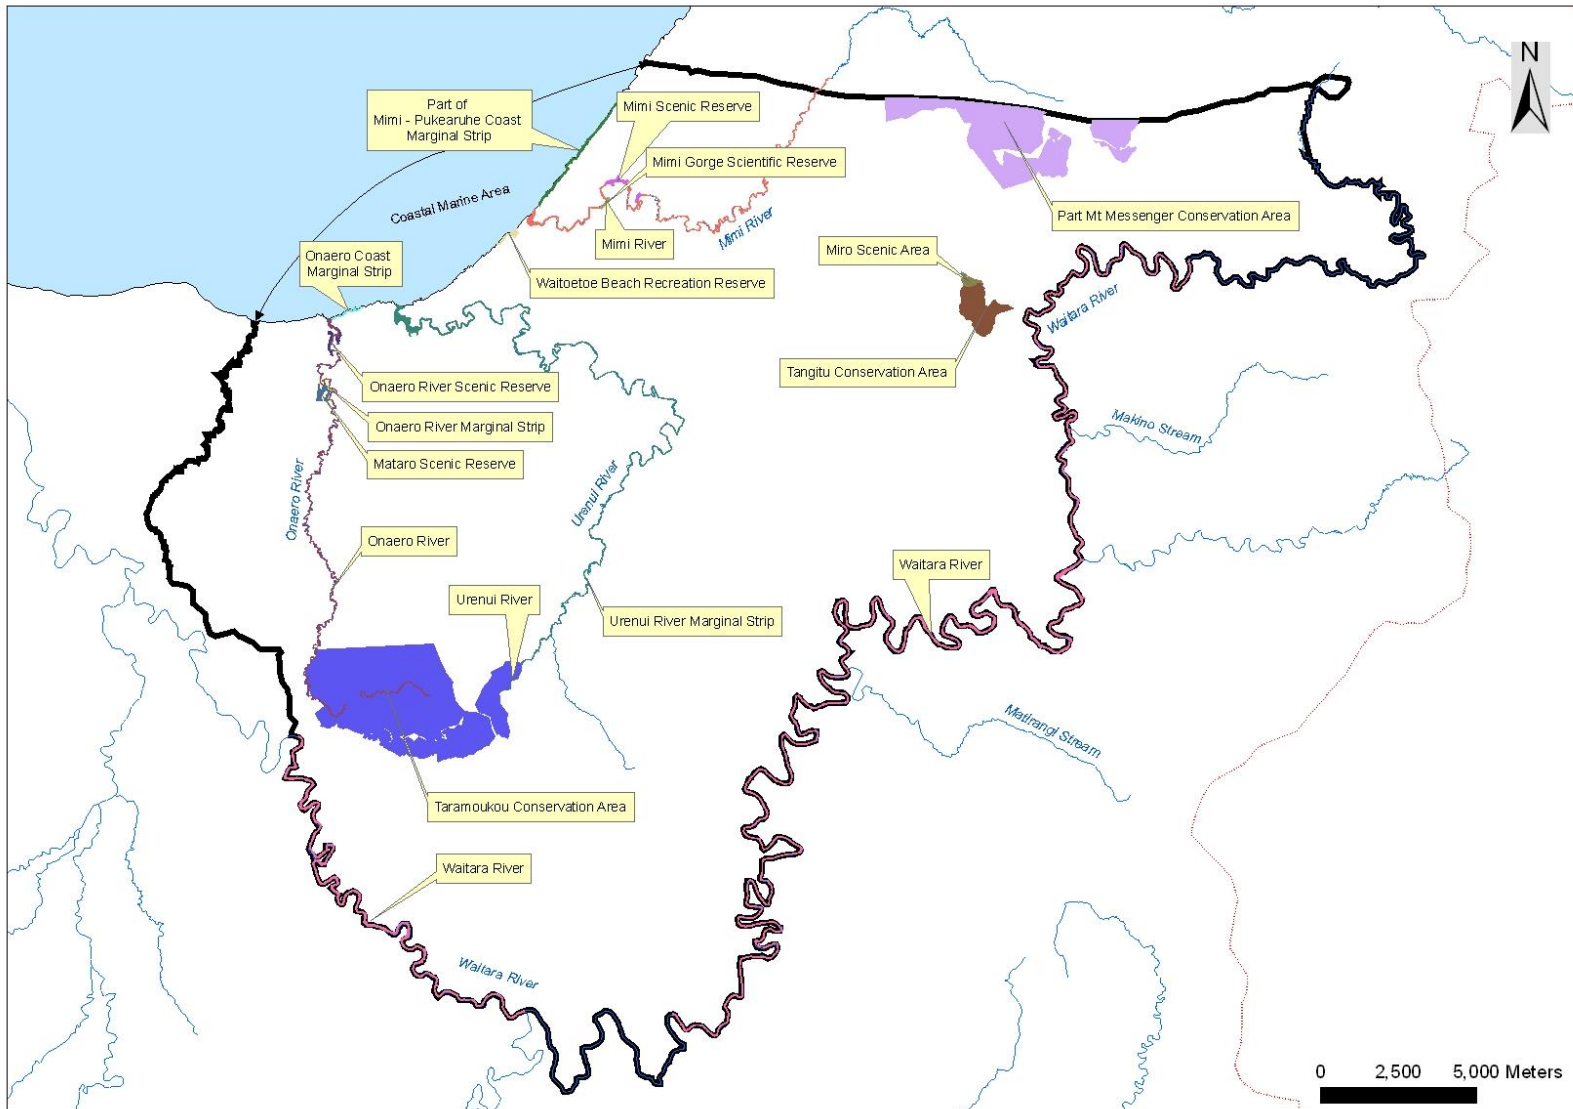 N
Part of
Mimi - Pukearuhe Coast
Marginal Strip
Mimi Scenic Reserve
Mimi Gorge Scientific Reserve
Coastal Marine Area
Mimi River
Mimi River
Part Mt Messenger Conservation Area
Onaero Coast
Marginal Strip
Waitoetoe Beach Recreation Reserve
Miro Scenic Area
Waitara River
Tangitu Conservation Area
Onaero River Scenic Reserve
Onaero River Marginal Strip
Mataro Scenic Reserve
Makino Stream
Onaero River
Urenui River
Onaero River
Waitara River
Urenui River
Urenui River Marginal Strip
Matirangi Stream
Taramoukou Conservation Area
Waitara River
Waitara River
0 2,500 5,000 Meters